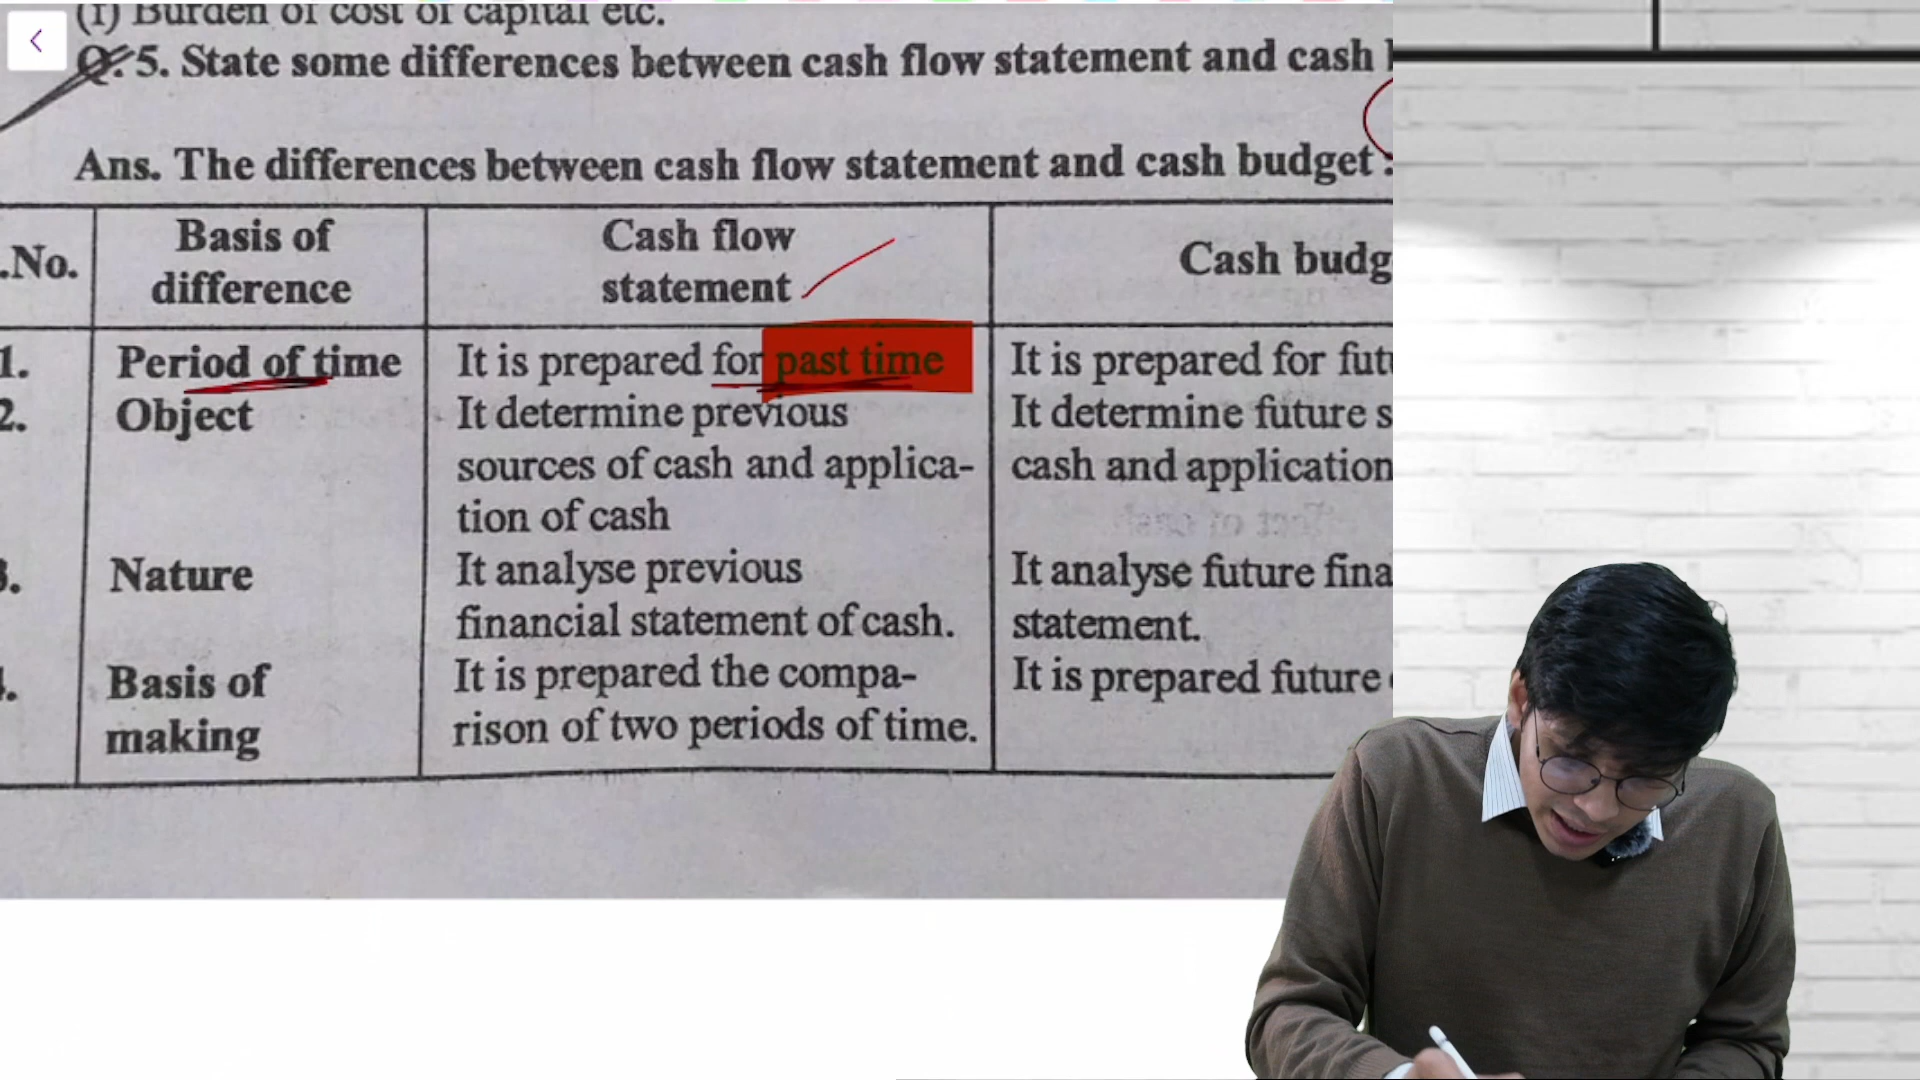 (f) Burden of cost of capital etc.
Q. 5. State some differences between cash flow statement and cash
Ans. The differences between cash flow statement and cash budget :
.No.
Basis of
difference
Cash flow
statement
Cash budg
1.
Period of time
It is prepared for past time
It is prepared for fut
2.
Object
It determine previous
sources of cash and applica-
tion of cash
It determine future s
cash and application
3.
Nature
It analyse previous
financial statement of cash.
It analyse future fina
statement.
Basis of
making
It is prepared the compa-
rison of two periods of time.
It is prepared future